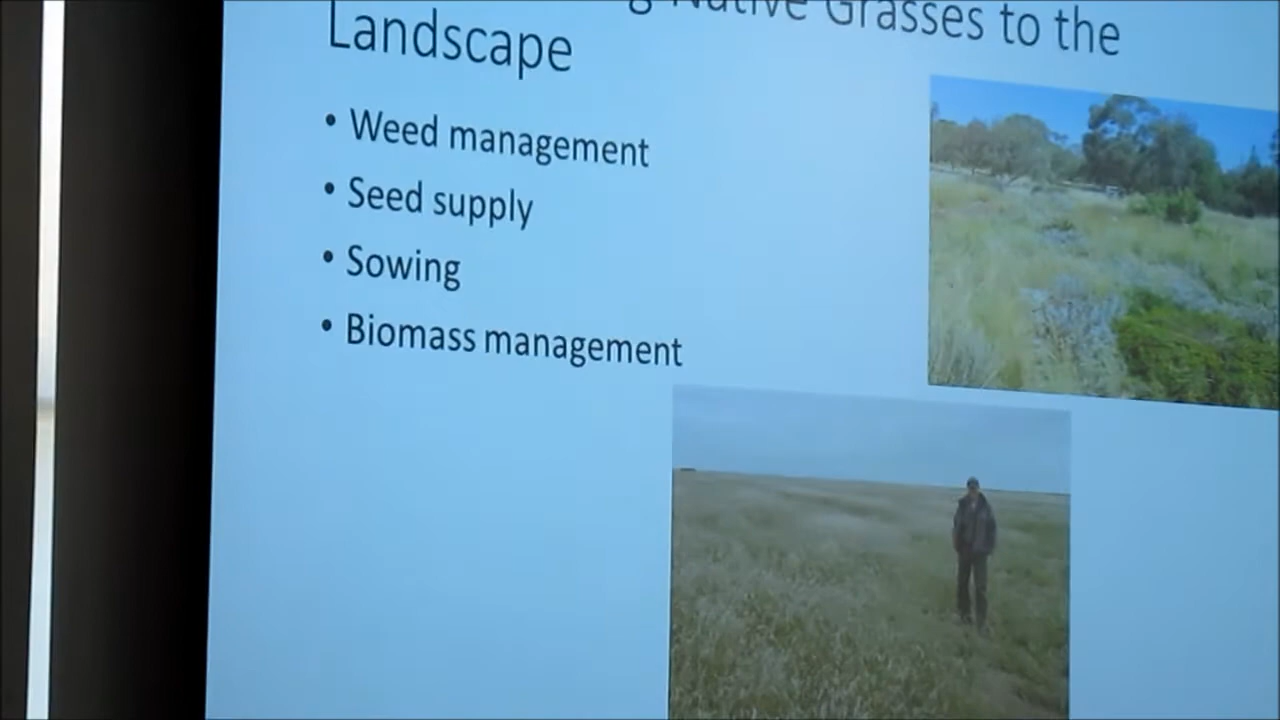 Native Grasses to the
Landscape
• Weed management
• Seed supply
• Sowing
• Biomass management